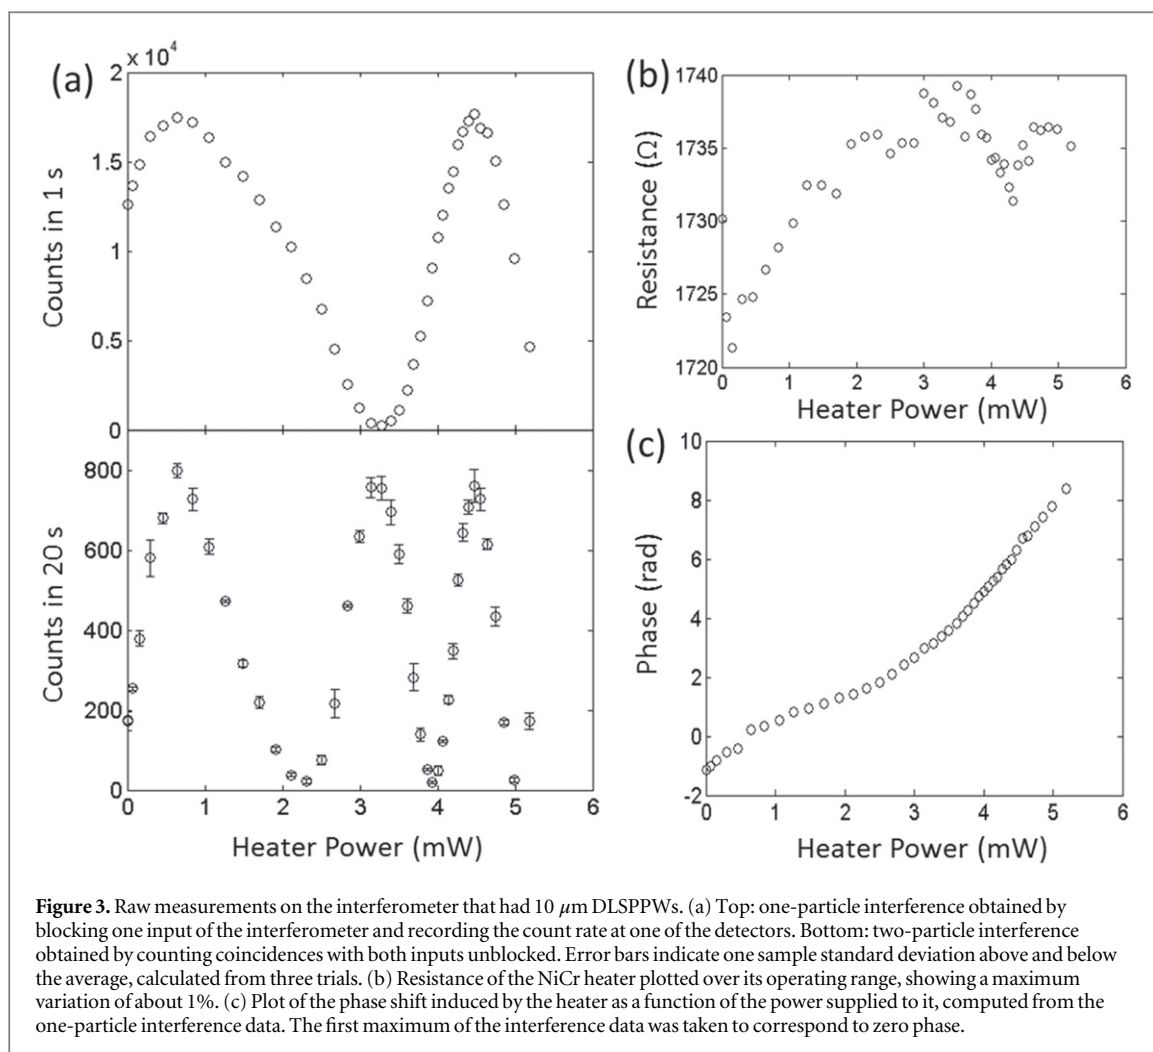 (a)
x 10⁴
2
1.5
1
0.5
0
Counts in 1 s
800
600
400
200
0
Counts in 20 s
0 1 2 3 4 5 6
Heater Power (mW)
(b)
1740
1735
1730
1725
1720
Resistance (Ω)
0 1 2 3 4 5 6
Heater Power (mW)
(c)
10
8
6
4
2
0
-2
Phase (rad)
0 1 2 3 4 5 6
Heater Power (mW)
Figure 3. Raw measurements on the interferometer that had 10 μm DLSPPWs. (a) Top: one-particle interference obtained by
blocking one input of the interferometer and recording the count rate at one of the detectors. Bottom: two-particle interference
obtained by counting coincidences with both inputs unblocked. Error bars indicate one sample standard deviation above and below
the average, calculated from three trials. (b) Resistance of the NiCr heater plotted over its operating range, showing a maximum
variation of about 1%. (c) Plot of the phase shift induced by the heater as a function of the power supplied to it, computed from the
one-particle interference data. The first maximum of the interference data was taken to correspond to zero phase.